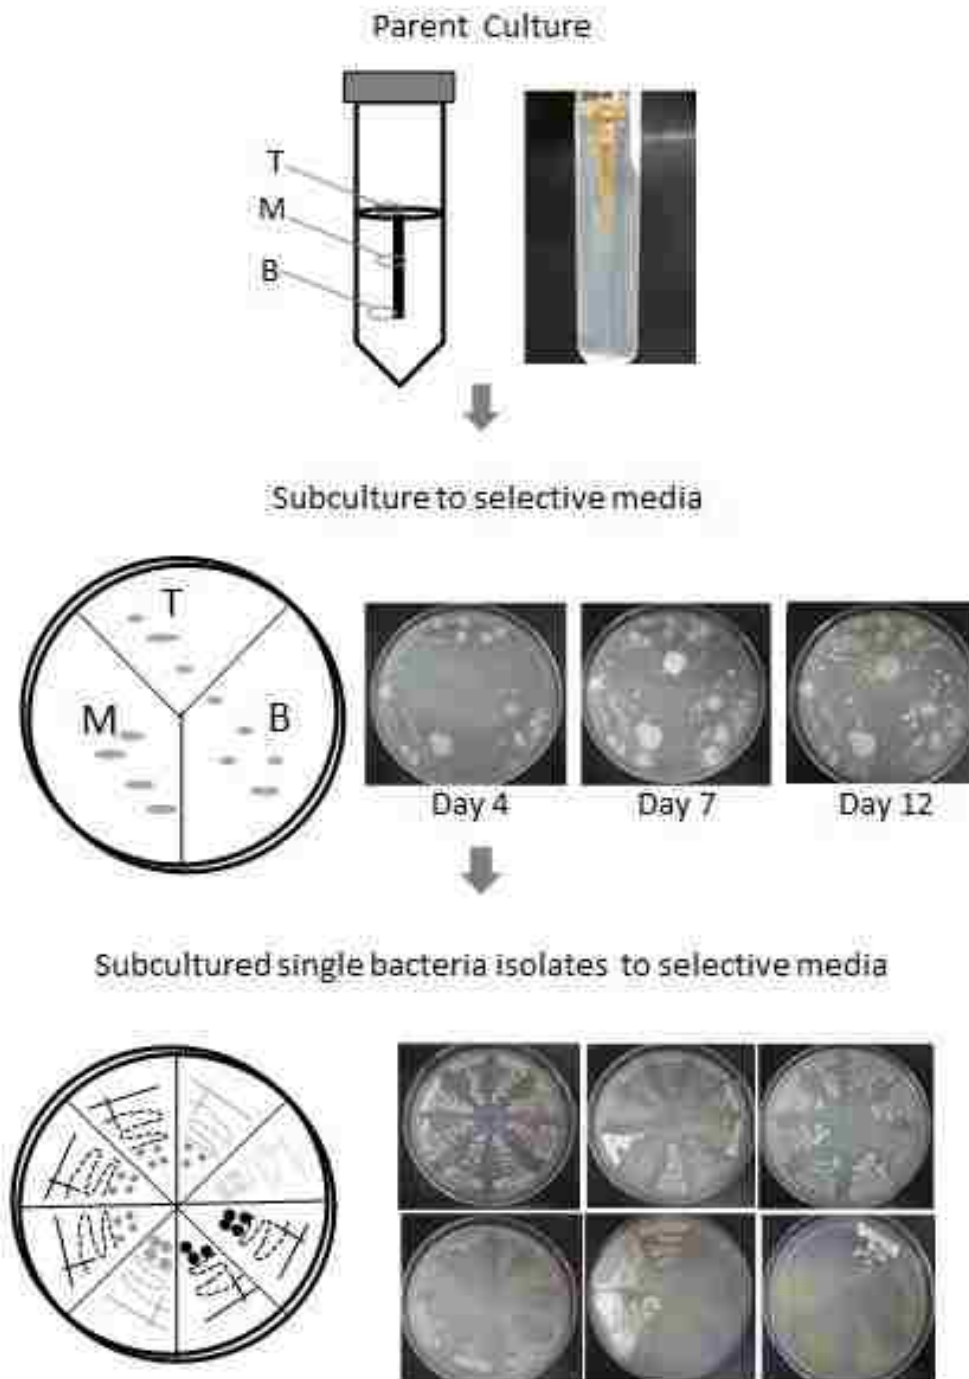 Parent Culture
T
M
B
Subculture to selective media
T
M
B
Day 4
Day 7
Day 12
Subcultured single bacteria isolates to selective media